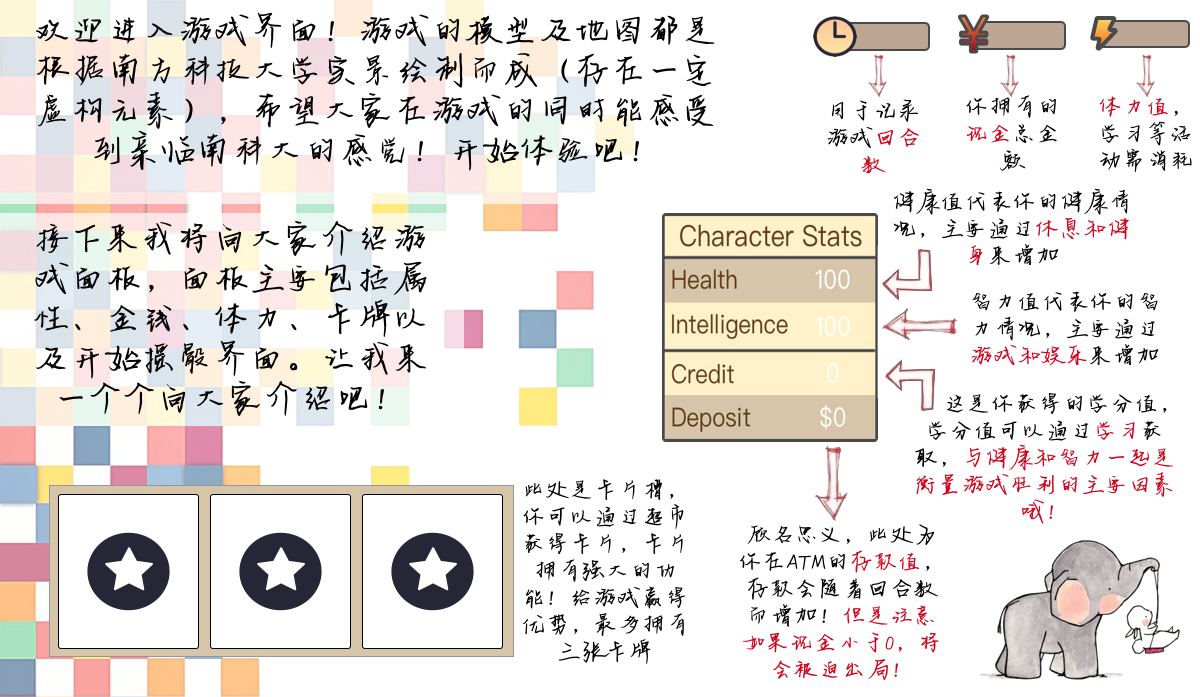 欢迎进入游戏界面！游戏的模型及地图都是
根据南方科技大学实景绘制而成（存在一定
虚构元素），希望大家在游戏的同时能感受
到亲临南科大的感觉！开始体验吧！
用于记录
游戏回合
数
你拥有的
现金总金
额
体力值，
学习等活
动需消耗
接下来我将向大家介绍游
戏面板，面板主要包括属
性、金钱、体力、卡牌以
及开始摇骰界面。让我来
一个个向大家介绍吧！
Character Stats
Health 100
Intelligence 100
Credit 0
Deposit $0
健康值代表你的健康情
况，主要通过休息和健
身来增加
智力值代表你的智
力情况，主要通过
游戏和娱乐来增加
这是你获得的学分值，
学分值可以通过学习获
取，与健康和智力一起是
衡量游戏胜利的主要因素
哦！
此处是卡片槽，
你可以通过超市
获得卡片，卡片
拥有强大的功
能！给游戏赢得
优势，最多拥有
三张卡牌
顾名思义，此处为
你在ATM的存款值，
存款会随着回合数
而增加！但是注意
如果现金小于0，将
会被迫出局！